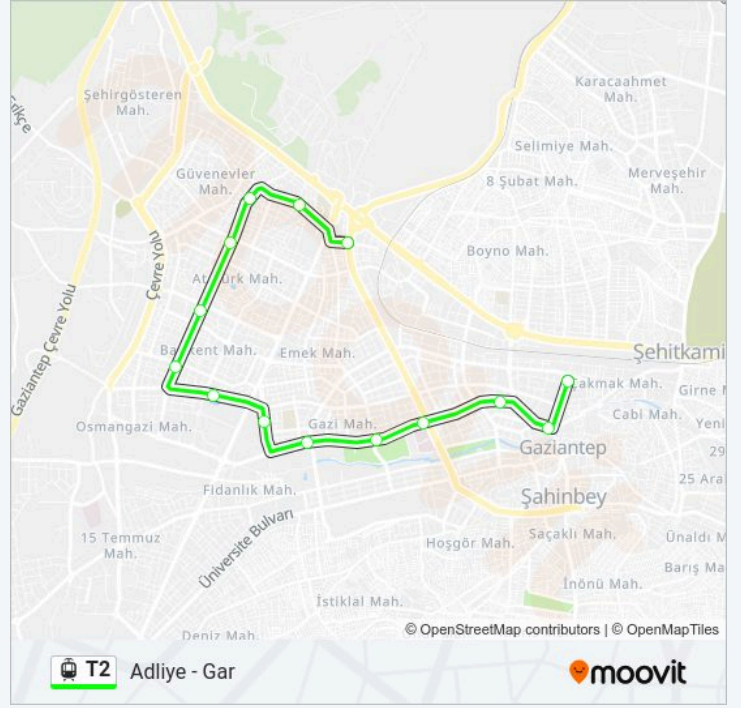 Şehirgösteren
Mah.
Karacaahmet
Mah.
Selimiye Mah.
Güvenevler
Mah.
8 Şubat Mah.
Merveşehir
Mah.
Çevre Yolu
Boyno Mah.
Atatürk Mah.
Gaziantep Çevre Yolu
Mah.
Emek Mah.
Şehitkami
akmak Mah.
Girne
Cabi Mah.
Osmangazi Mah.
Gazi Mah.
Yeni
Gaziantep
29
Fidanlık Mah.
25 Ara
Şahinbey
Üniversite Bulvarı
15 Temmuz
Mah.
Hoşgör Mah.
Saçaklı Mah.
Ünaldı M
Barış Ma
İnönü Mah.
İstiklal Mah.
Deniz Mah.
© OpenStreetMap contributors | © OpenMapTiles
T2 Adliye - Gar
moovit